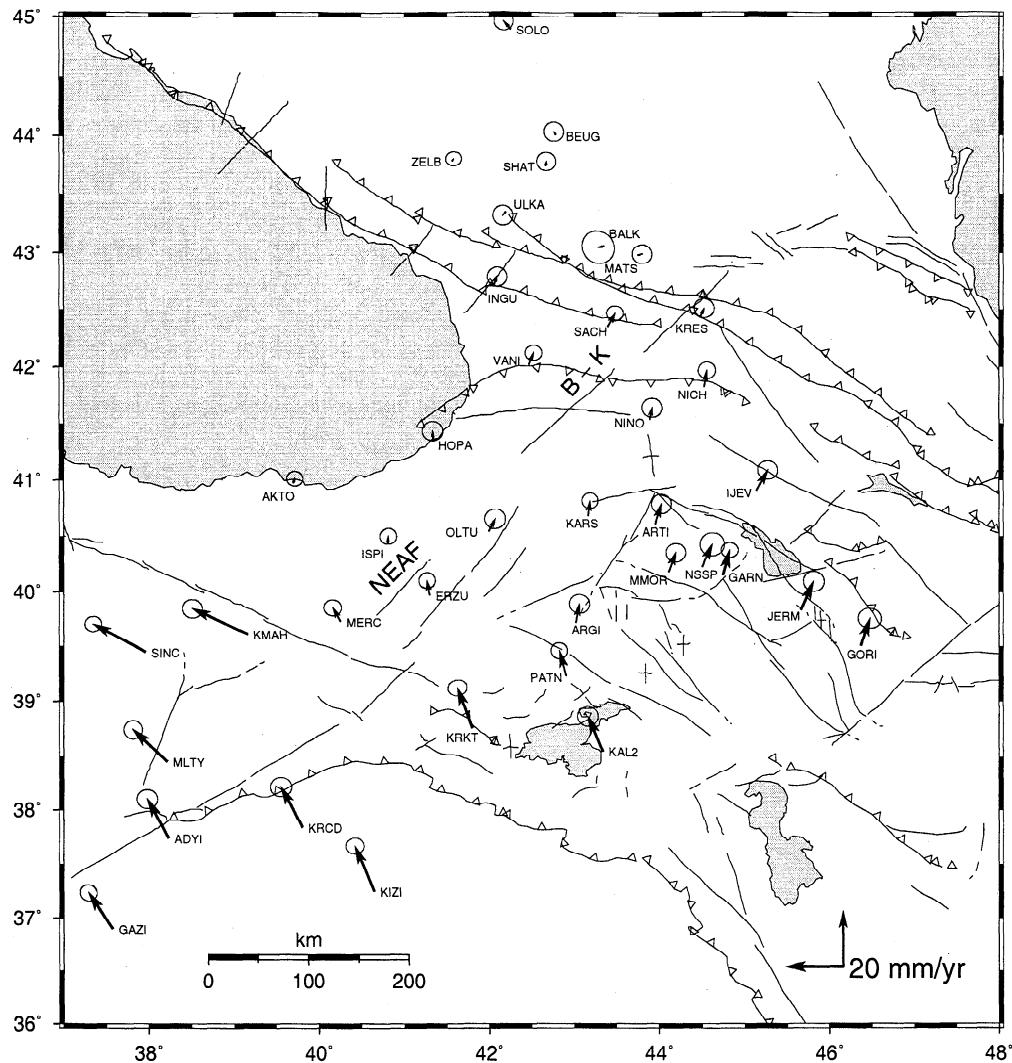 45°
SOLO
44°
BEUG
ZELB
SHAT
ULKA
43°
BALK
MATS
INGU
SACH
KRES
42°
VANI
B - K
NICH
NINO
HOPA
41°
AKTO
IJEV
KARS
ARTI
OLTU
ISPI
NEAF
MMOR
NSSP
GARN
40°
ERZU
MERC
ARGI
JERM
KMAH
SINC
GORI
PATN
39°
KRKT
KAL2
MLTY
38°
KRCD
ADYI
KIZI
37°
GAZI
km
0 100 200
20 mm/yr
36°
38° 40° 42° 44° 46° 48°